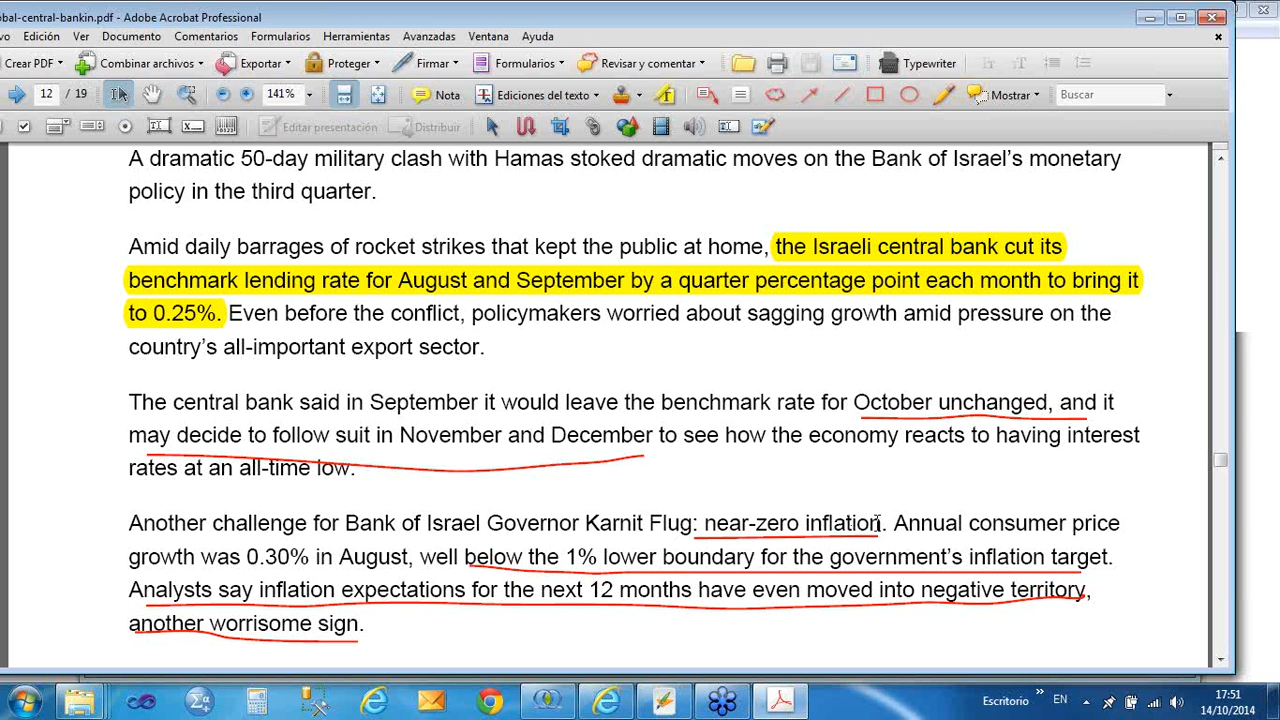 bal-central-bankin.pdf - Adobe Acrobat Professional
vo Edición Ver Documento Comentarios Formularios Herramientas Avanzadas Ventana Ayuda
Crear PDF Combinar archivos Exportar Proteger Firmar Formularios Revisar y comentar Typewriter
12 / 19 141% Nota Ediciones del texto Mostrar Buscar
Editar presentación Distribuir
A dramatic 50-day military clash with Hamas stoked dramatic moves on the Bank of Israel's monetary
policy in the third quarter.
Amid daily barrages of rocket strikes that kept the public at home, the Israeli central bank cut its
benchmark lending rate for August and September by a quarter percentage point each month to bring it
to 0.25%. Even before the conflict, policymakers worried about sagging growth amid pressure on the
country's all-important export sector.
The central bank said in September it would leave the benchmark rate for October unchanged, and it
may decide to follow suit in November and December to see how the economy reacts to having interest
rates at an all-time low.
Another challenge for Bank of Israel Governor Karnit Flug: near-zero inflation. Annual consumer price
growth was 0.30% in August, well below the 1% lower boundary for the government's inflation target.
Analysts say inflation expectations for the next 12 months have even moved into negative territory,
another worrisome sign.
Escritorio EN 17:51
14/10/2014